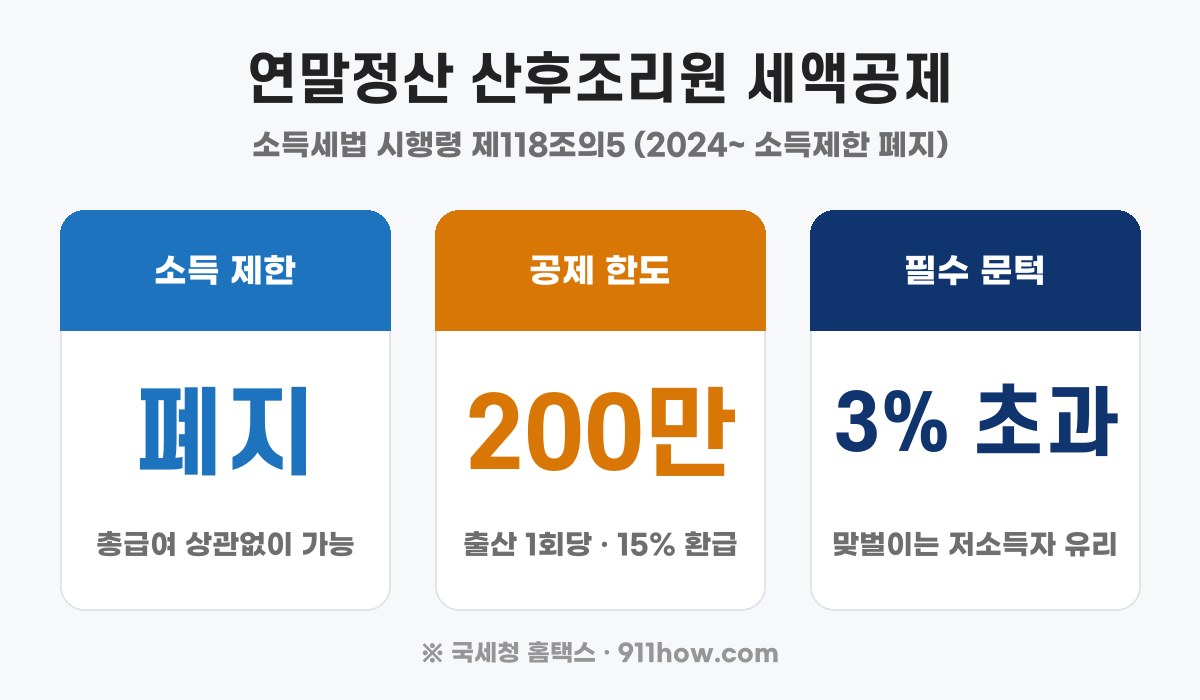 연말정산 산후조리원 세액공제
소득세법 시행령 제118조의5 (2024~ 소득제한 폐지)
소득 제한
폐지
총급여 상관없이 가능
공제 한도
200만
출산 1회당 · 15% 환급
필수 문턱
3% 초과
맞벌이는 저소득자 유리
※ 국세청 홈택스 · 911how.com